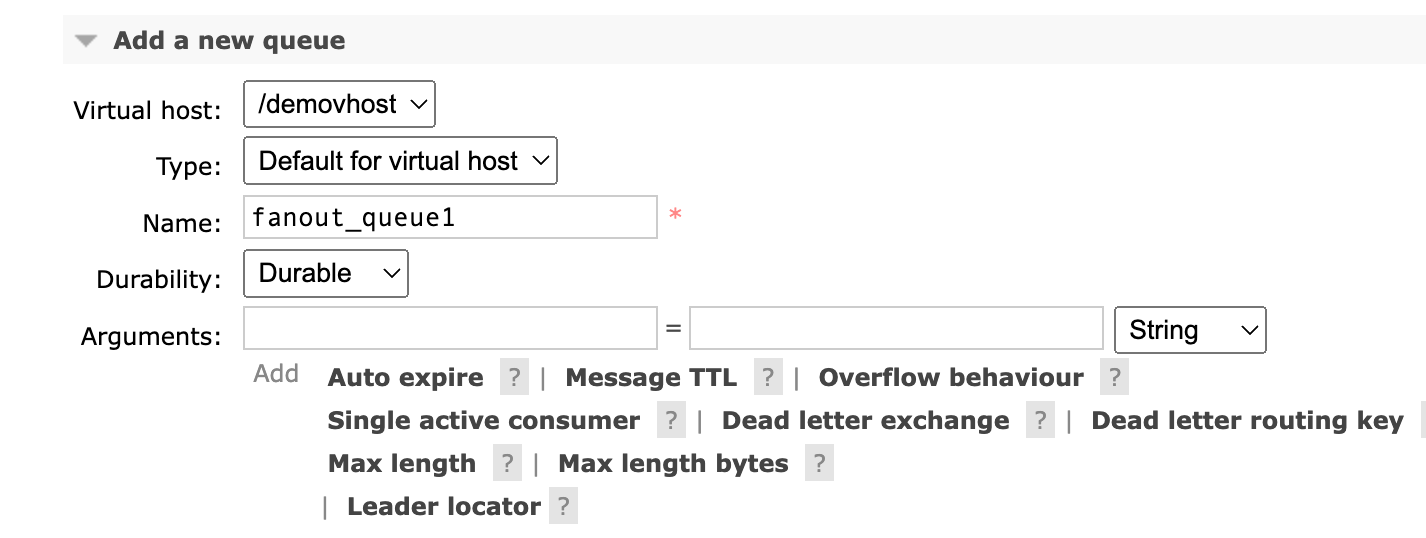 Add a new queue
Virtual host: /demovhost
Type: Default for virtual host
Name: fanout_queue1 *
Durability: Durable
Arguments: = String
Add Auto expire ? | Message TTL ? | Overflow behaviour ?
Single active consumer ? | Dead letter exchange ? | Dead letter routing key
Max length ? | Max length bytes ?
| Leader locator ?